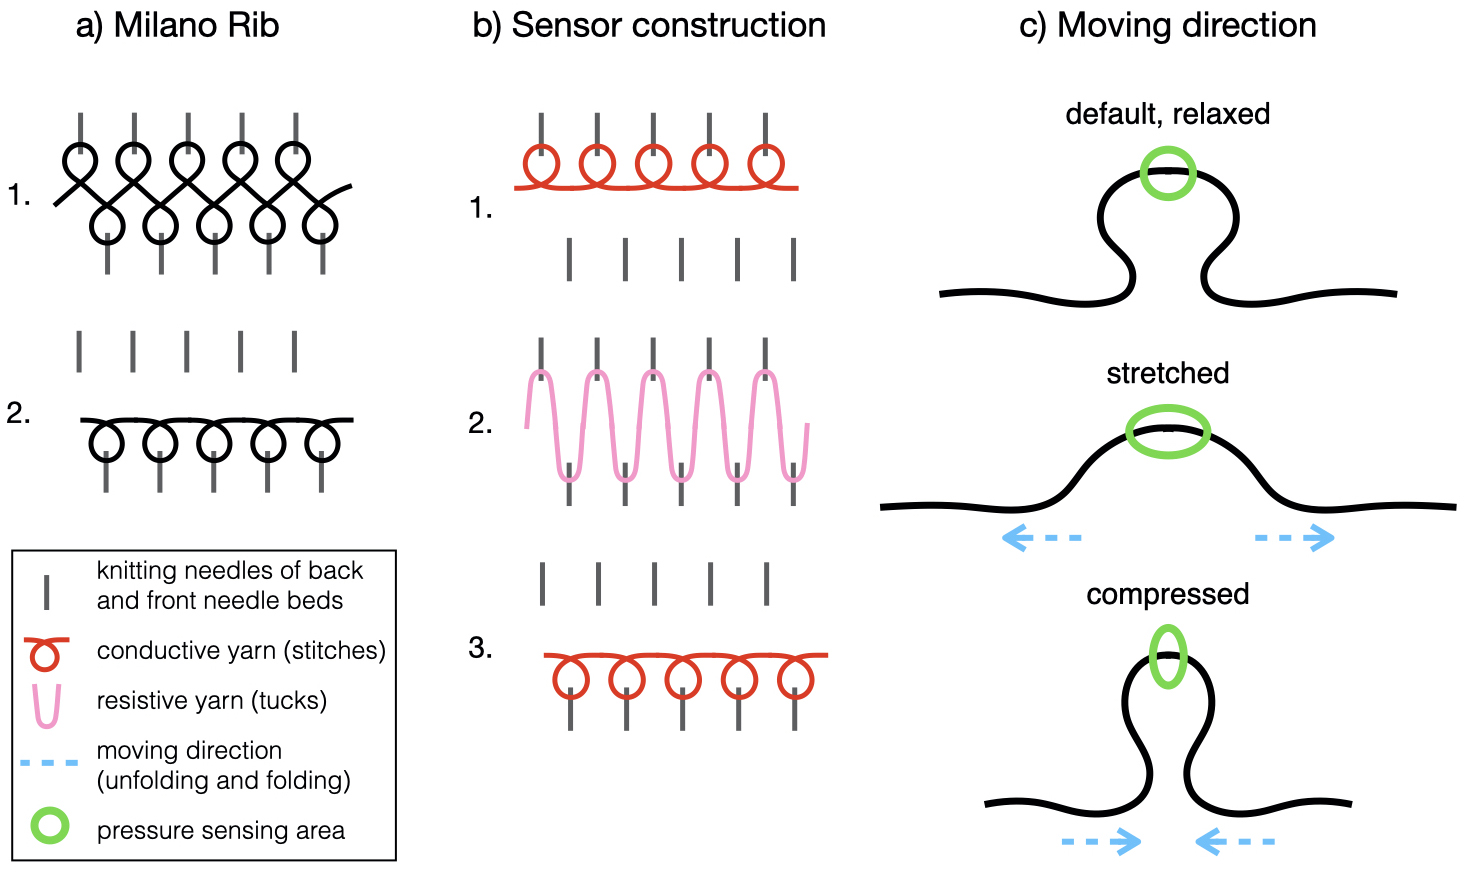 a) Milano Rib
1.
2.
knitting needles of back
and front needle beds
conductive yarn (stitches)
resistive yarn (tucks)
moving direction
(unfolding and folding)
pressure sensing area
b) Sensor construction
1.
2.
3.
c) Moving direction
default, relaxed
stretched
compressed